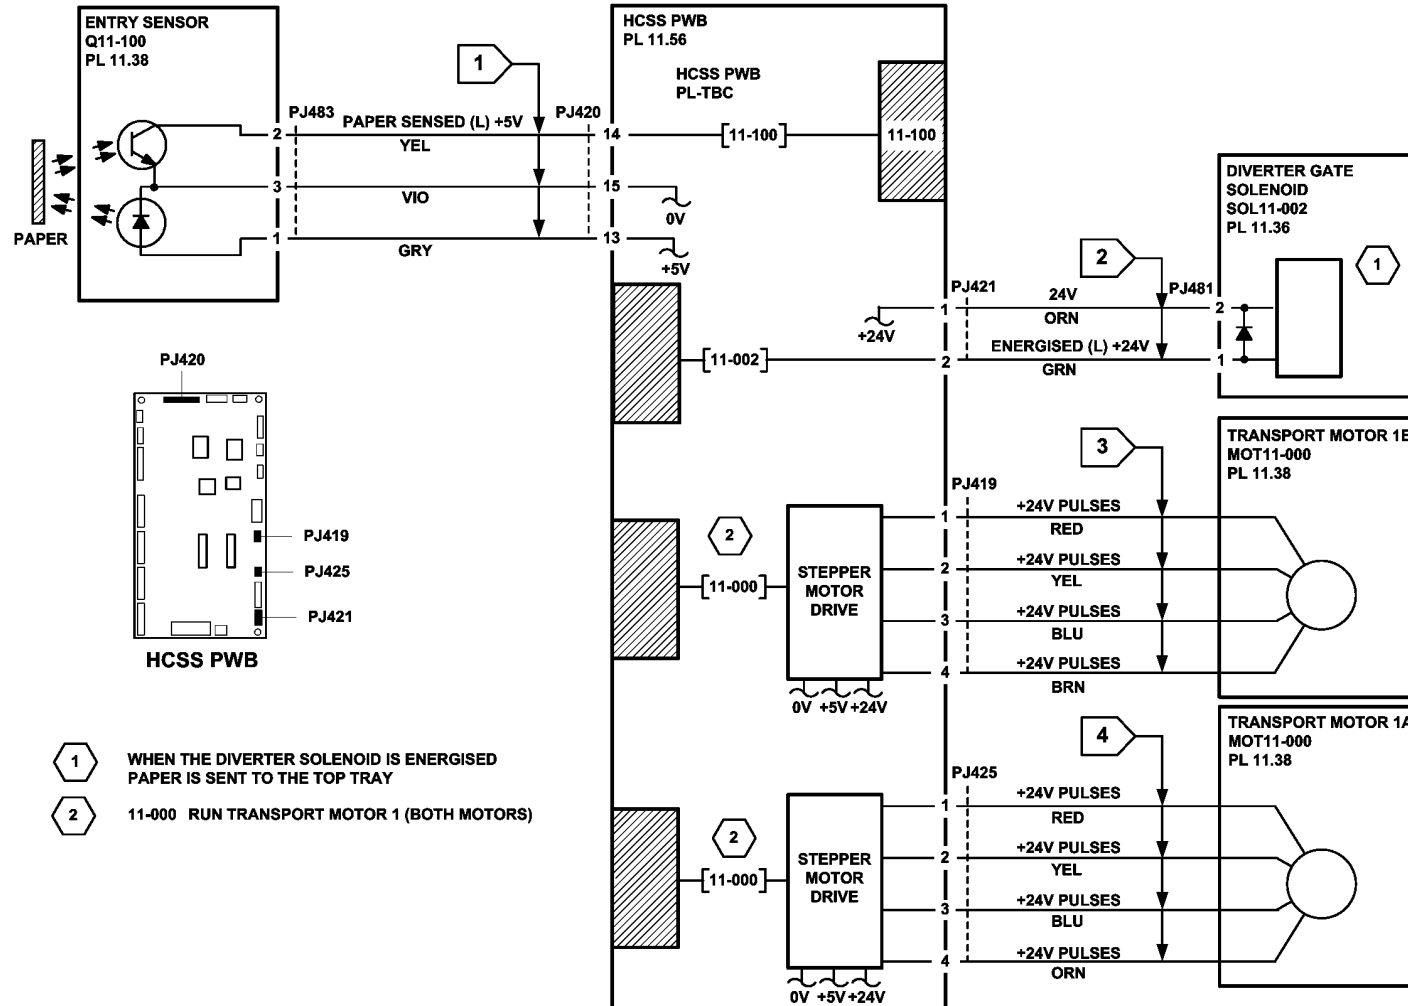 ENTRY SENSOR
Q11-100
PL 11.38
PJ483
1
PJ420
2
PAPER SENSED (L) +5V
YEL
14
3
VIO
15
0V
1
GRY
13
+5V
PAPER
HCSS PWB
PL 11.56
HCSS PWB
PL-TBC
11-100
11-100
DIVERTER GATE
SOLENOID
SOL11-002
PL 11.36
1
2
PJ421
PJ481
+24V
1
24V
ORN
2
11-002
2
ENERGISED (L) +24V
GRN
1
PJ420
PJ419
PJ425
PJ421
HCSS PWB
TRANSPORT MOTOR 1B
MOT11-000
PL 11.38
3
PJ419
2
11-000
STEPPER
MOTOR
DRIVE
0V +5V +24V
1
+24V PULSES
RED
2
+24V PULSES
YEL
3
+24V PULSES
BLU
4
+24V PULSES
BRN
TRANSPORT MOTOR 1A
MOT11-000
PL 11.38
4
PJ425
2
11-000
STEPPER
MOTOR
DRIVE
0V +5V +24V
1
+24V PULSES
RED
2
+24V PULSES
YEL
3
+24V PULSES
BLU
4
+24V PULSES
ORN
1 WHEN THE DIVERTER SOLENOID IS ENERGISED
PAPER IS SENT TO THE TOP TRAY
2 11-000 RUN TRANSPORT MOTOR 1 (BOTH MOTORS)